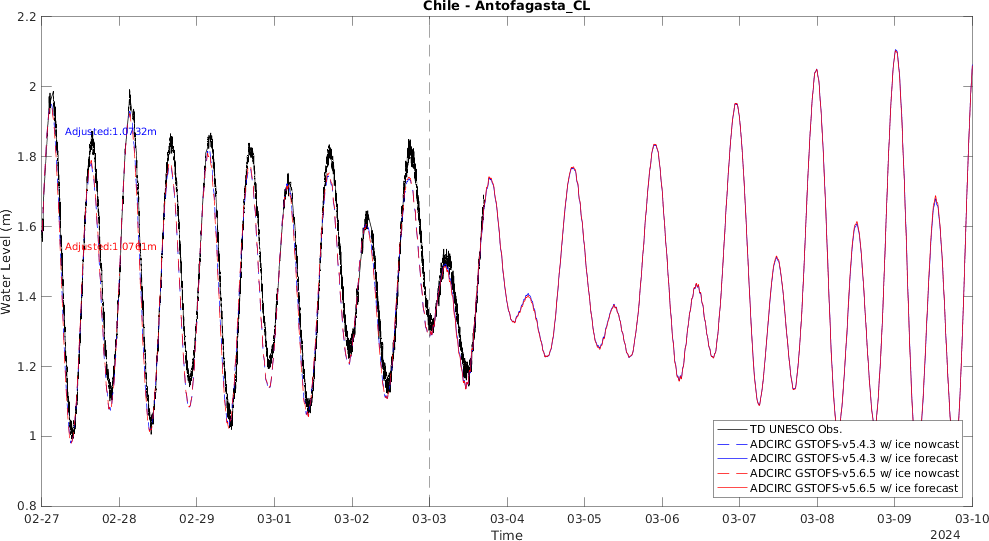 Chile - Antofagasta_CL
2.2
2
1.8
1.6
1.4
1.2
1
0.8
Water Level (m)
Adjusted:1.0732m
Adjusted:1.0761m
TD UNESCO Obs.
ADCIRC GSTOFS-v5.4.3 w/ ice nowcast
ADCIRC GSTOFS-v5.4.3 w/ ice forecast
ADCIRC GSTOFS-v5.6.5 w/ ice nowcast
ADCIRC GSTOFS-v5.6.5 w/ ice forecast
02-27 02-28 02-29 03-01 03-02 03-03 03-04 03-05 03-06 03-07 03-08 03-09 03-10
Time
2024